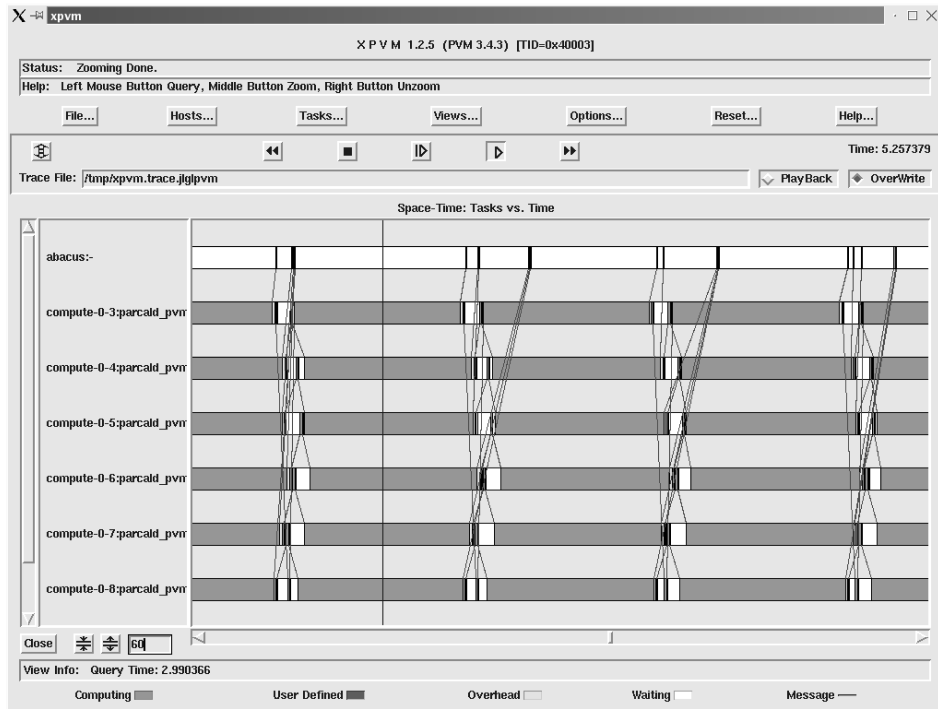 xpvm
X P V M 1.2.5 (PVM 3.4.3) [TID=0x40003]
Status: Zooming Done.
Help: Left Mouse Button Query, Middle Button Zoom, Right Button Unzoom
File... Hosts... Tasks... Views... Options... Reset... Help...
Time: 5.257379
Trace File: /tmp/xpvm.trace.jlglpvm PlayBack OverWrite
Space-Time: Tasks vs. Time
abacus:-
compute-0-3:parcald_pvm
compute-0-4:parcald_pvm
compute-0-5:parcald_pvm
compute-0-6:parcald_pvm
compute-0-7:parcald_pvm
compute-0-8:parcald_pvm
Close 60
View Info: Query Time: 2.990366
Computing User Defined Overhead Waiting Message